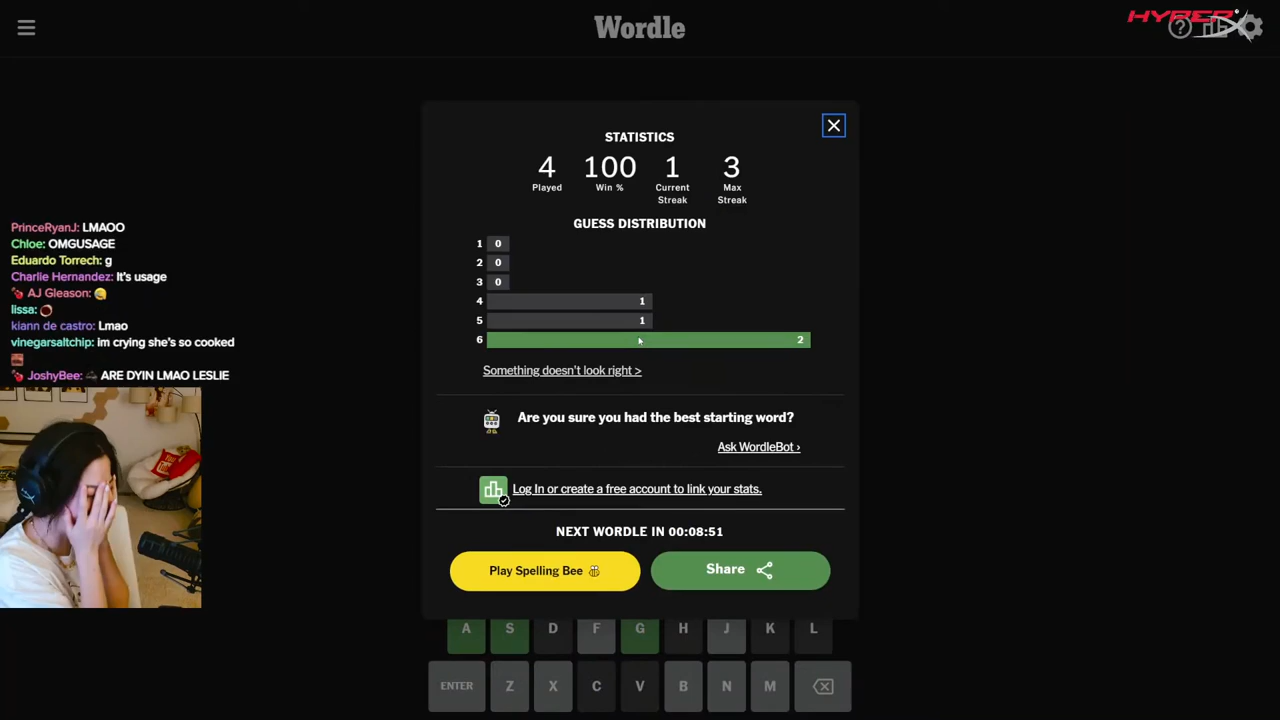 Wordle
HYPERX
STATISTICS
4 100 1 3
Played Win % Current Streak Max Streak
GUESS DISTRIBUTION
1 0
2 0
3 0
4 1
5 1
6 2
Something doesn't look right >
Are you sure you had the best starting word?
Ask WordleBot ›
Log In or create a free account to link your stats.
NEXT WORDLE IN 00:08:51
Play Spelling Bee
Share
PrinceRyanJ: LMAOO
Chloe: OMGUSAGE
Eduardo Torrech: g
Charlie Hernandez: It's usage
AJ Gleason:
lissa:
kiann de castro: Lmao
vinegarsaltchip: im crying she's so cooked
JoshyBee: ARE DYIN LMAO LESLIE
A S D F G H J K L
ENTER Z X C V B N M